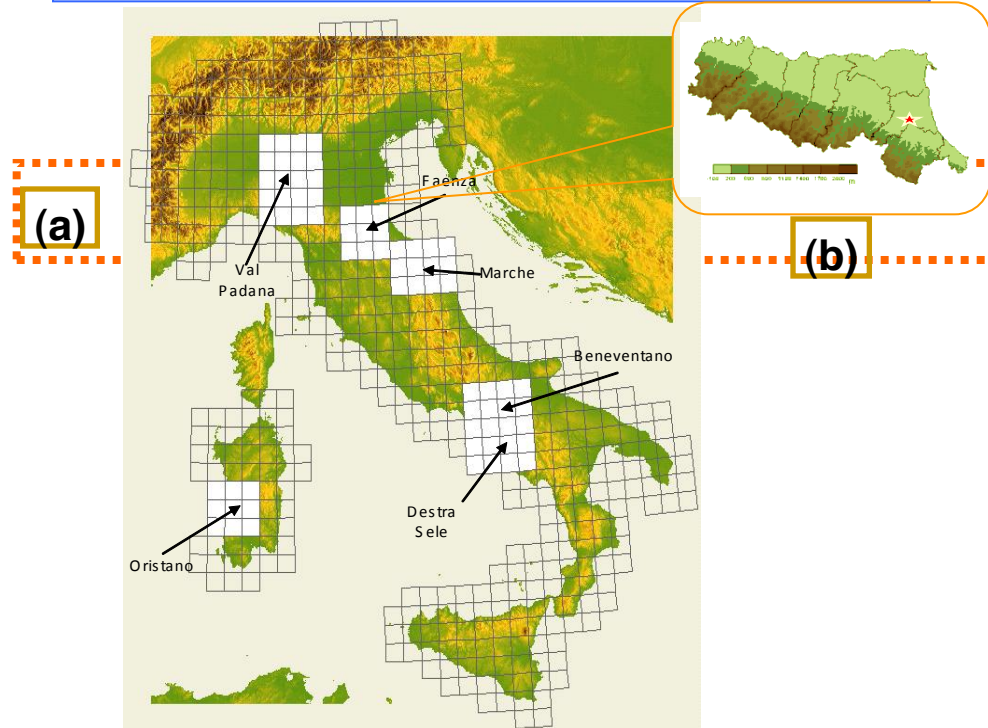 (a)
(b)
Faenza
Val
Padana
Marche
Beneventano
Destra
Sele
Oristano
m